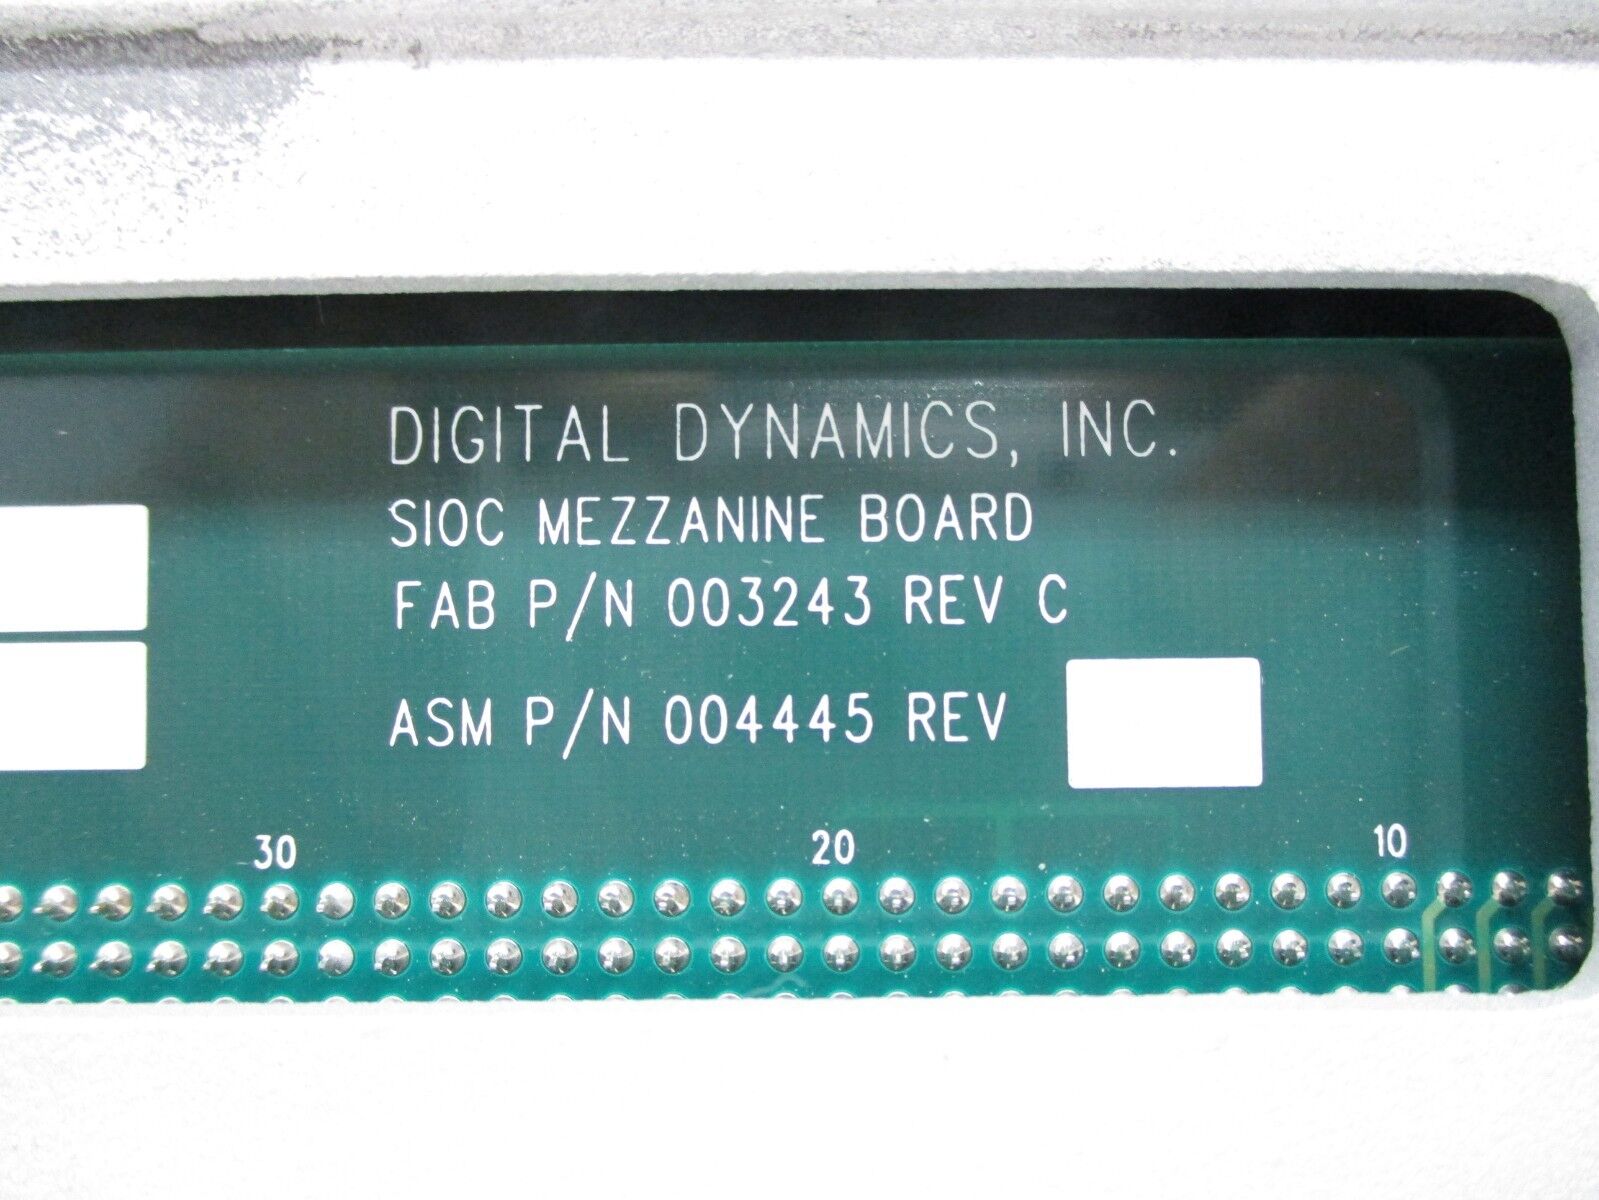 DIGITAL DYNAMICS, INC.
SIOC MEZZANINE BOARD
FAB P/N 003243 REV C
ASM P/N 004445 REV
30 20 10